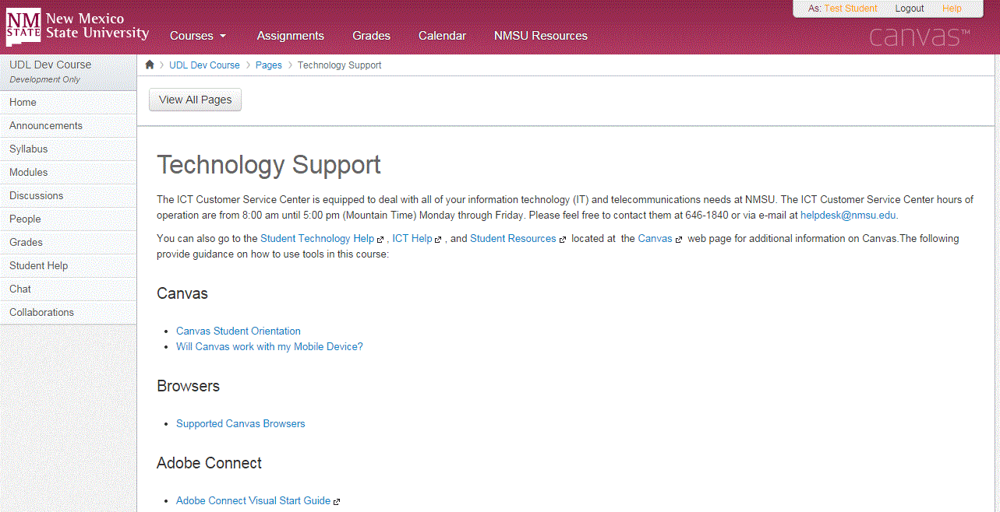 As: Test Student Logout Help
NM STATE New Mexico State University
Courses Assignments Grades Calendar NMSU Resources
canvas™
UDL Dev Course
Development Only
Home
Announcements
Syllabus
Modules
Discussions
People
Grades
Student Help
Chat
Collaborations
UDL Dev Course > Pages > Technology Support
View All Pages
Technology Support
The ICT Customer Service Center is equipped to deal with all of your information technology (IT) and telecommunications needs at NMSU. The ICT Customer Service Center hours of
operation are from 8:00 am until 5:00 pm (Mountain Time) Monday through Friday. Please feel free to contact them at 646-1840 or via e-mail at helpdesk@nmsu.edu.
You can also go to the Student Technology Help , ICT Help , and Student Resources located at the Canvas web page for additional information on Canvas.The following
provide guidance on how to use tools in this course:
Canvas
• Canvas Student Orientation
• Will Canvas work with my Mobile Device?
Browsers
• Supported Canvas Browsers
Adobe Connect
• Adobe Connect Visual Start Guide